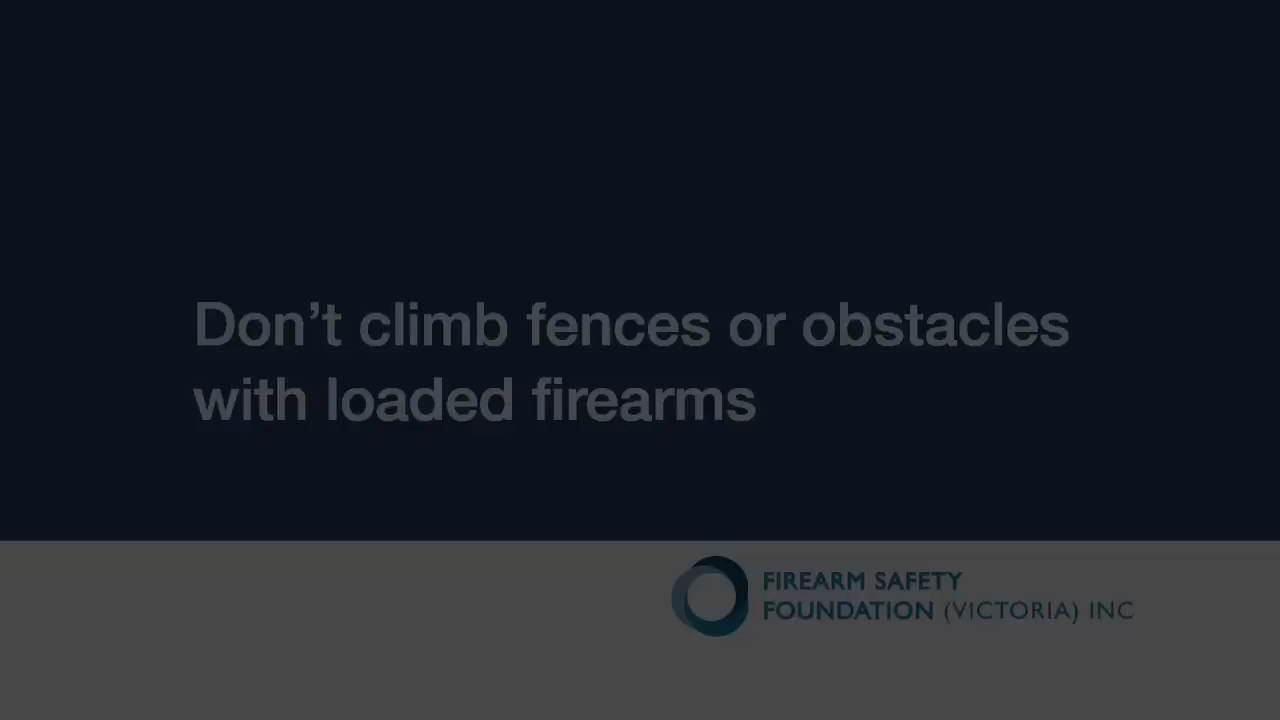 Don’t climb fences or obstacles
with loaded firearms
FIREARM SAFETY
FOUNDATION (VICTORIA) INC